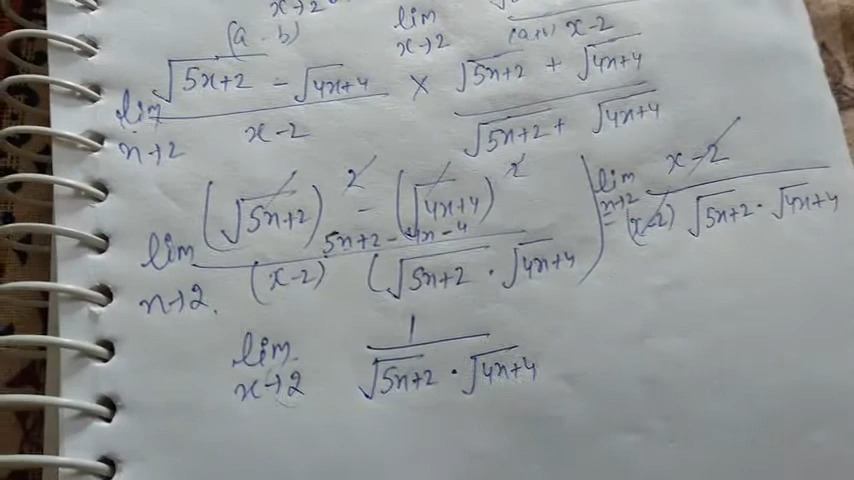 x→2
(a - b)
lim x→2 (a+b) x-2
lim x→2 √5x+2 - √4x+4 / x-2 × √5x+2 + √4x+4 / √5x+2 + √4x+4
lim x→2 (√5x+2)² - (√4x+4)² 5x+2-4x-4 / (x-2) (√5x+2 · √4x+4) = lim x→2 x-2 / (x-2) √5x+2 · √4x+4
lim x→2 1 / √5x+2 · √4x+4